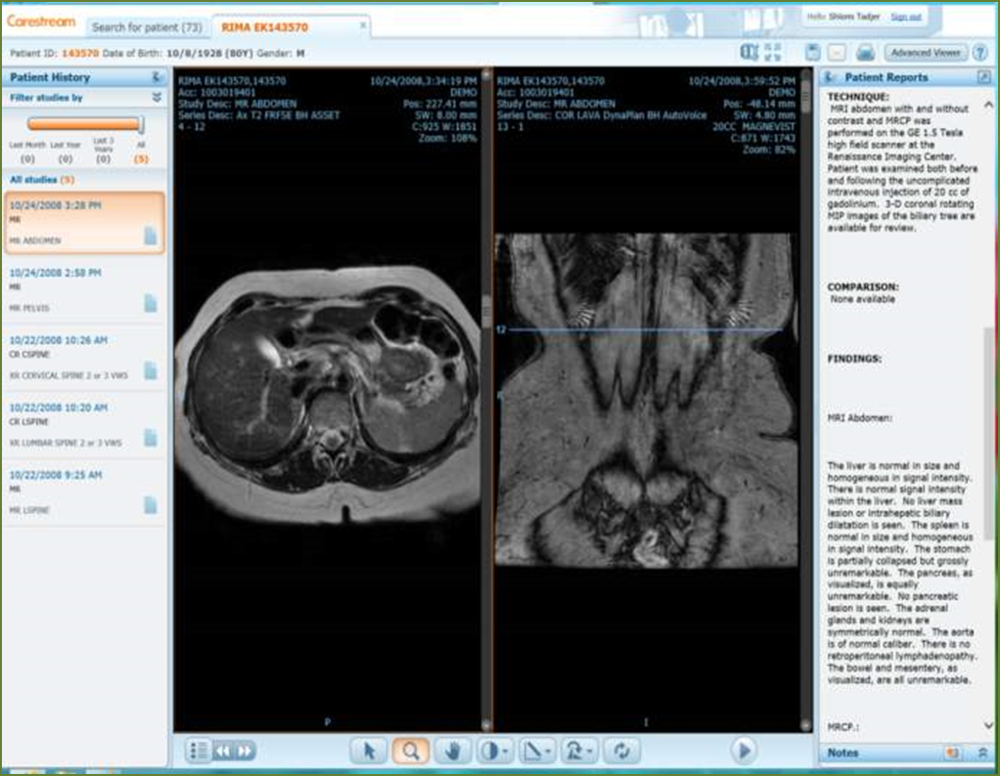 Carestream
Search for patient (73)
RIMA EK143570
Hello Shlomi Tadjer Sign out
Patient ID: 143570 Date of Birth: 10/8/1928 (80Y) Gender: M
Advanced Viewer
?
Patient History
Filter studies by
Last Month
(0)
Last Year
(0)
Last 3 Years
(0)
All
(5)
All studies (5)
10/24/2008 3:28 PM
MR
MR ABDOMEN
10/24/2008 2:58 PM
MR
MR PELVIS
10/22/2008 10:26 AM
CR CSPINE
XR CERVICAL SPINE 2 or 3 VWS
10/22/2008 10:20 AM
CR LSPINE
XR LUMBAR SPINE 2 or 3 VWS
10/22/2008 9:25 AM
MR
MR LSPINE
RIMA EK143570,143570
Acc: 1003019401
Study Desc: MR ABDOMEN
Series Desc: Ax T2 FRFSE BH ASSET
4 - 12
10/24/2008,3:34:19 PM
DEMO
Pos: 227.41 mm
SW: 8.00 mm
C:925 W:1851
Zoom: 108%
P
RIMA EK143570,143570
Acc: 1003019401
Study Desc: MR ABDOMEN
Series Desc: COR LAVA DynaPlan BH AutoVoice
13 - 1
10/24/2008,3:59:52 PM
DEMO
Pos: -48.14 mm
SW: 4.80 mm
20CC MAGNEVIST
C:871 W:1743
Zoom: 82%
12
R
I
Patient Reports
TECHNIQUE:
MRI abdomen with and without
contrast and MRCP was
performed on the GE 1.5 Tesla
high field scanner at the
Renaissance Imaging Center.
Patient was examined both before
and following the uncomplicated
intravenous injection of 20 cc of
gadolinium. 3-D coronal rotating
MIP images of the biliary tree are
available for review.
COMPARISON:
None available
FINDINGS:
MRI Abdomen:
The liver is normal in size and
homogeneous in signal intensity.
There is normal signal intensity
within the liver. No liver mass
lesion or intrahepatic biliary
dilatation is seen. The spleen is
normal in size and homogeneous
in signal intensity. The stomach
is partially collapsed but grossly
unremarkable. The pancreas, as
visualized, is equally
unremarkable. No pancreatic
lesion is seen. The adrenal
glands and kidneys are
symmetrically normal. The aorta
is of normal caliber. There is no
retroperitoneal lymphadenopathy.
The bowel and mesentery, as
visualized, are all unremarkable.
MRCP.:
Notes